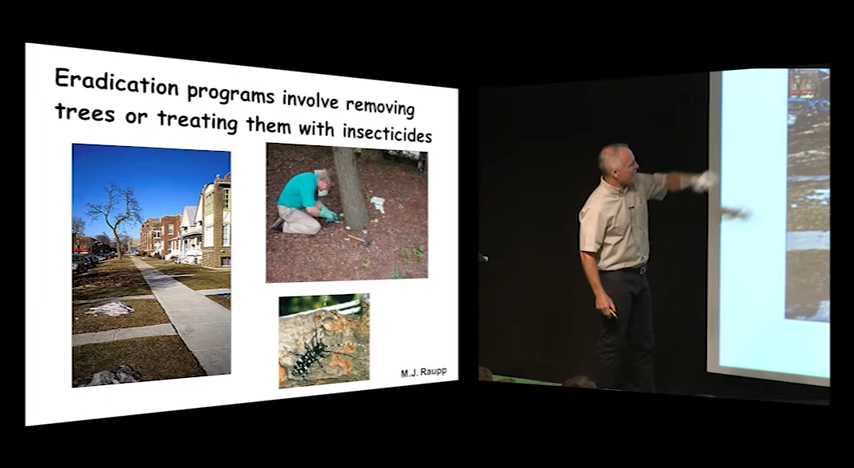 Eradication programs involve removing
trees or treating them with insecticides
M.J. Raupp